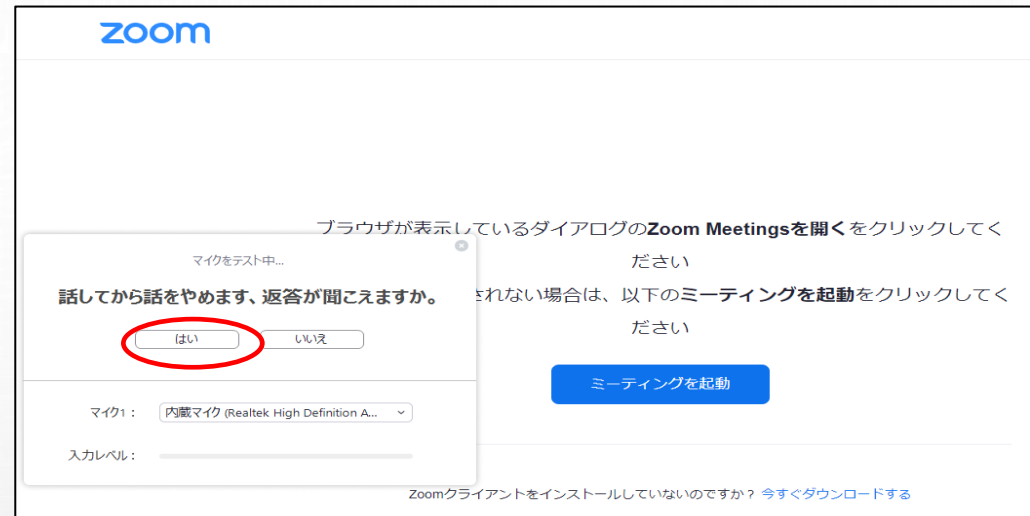 zoom
ブラウザが表示しているダイアログのZoom Meetingsを開くをクリックしてく
ださい
されない場合は、以下のミーティングを起動をクリックしてく
ださい
ミーティングを起動
マイクをテスト中...
話してから話をやめます、返答が聞こえますか。
はい
いいえ
マイク1：
内蔵マイク (Realtek High Definition A...
入力レベル：
Zoomクライアントをインストールしていないのですか？ 今すぐダウンロードする